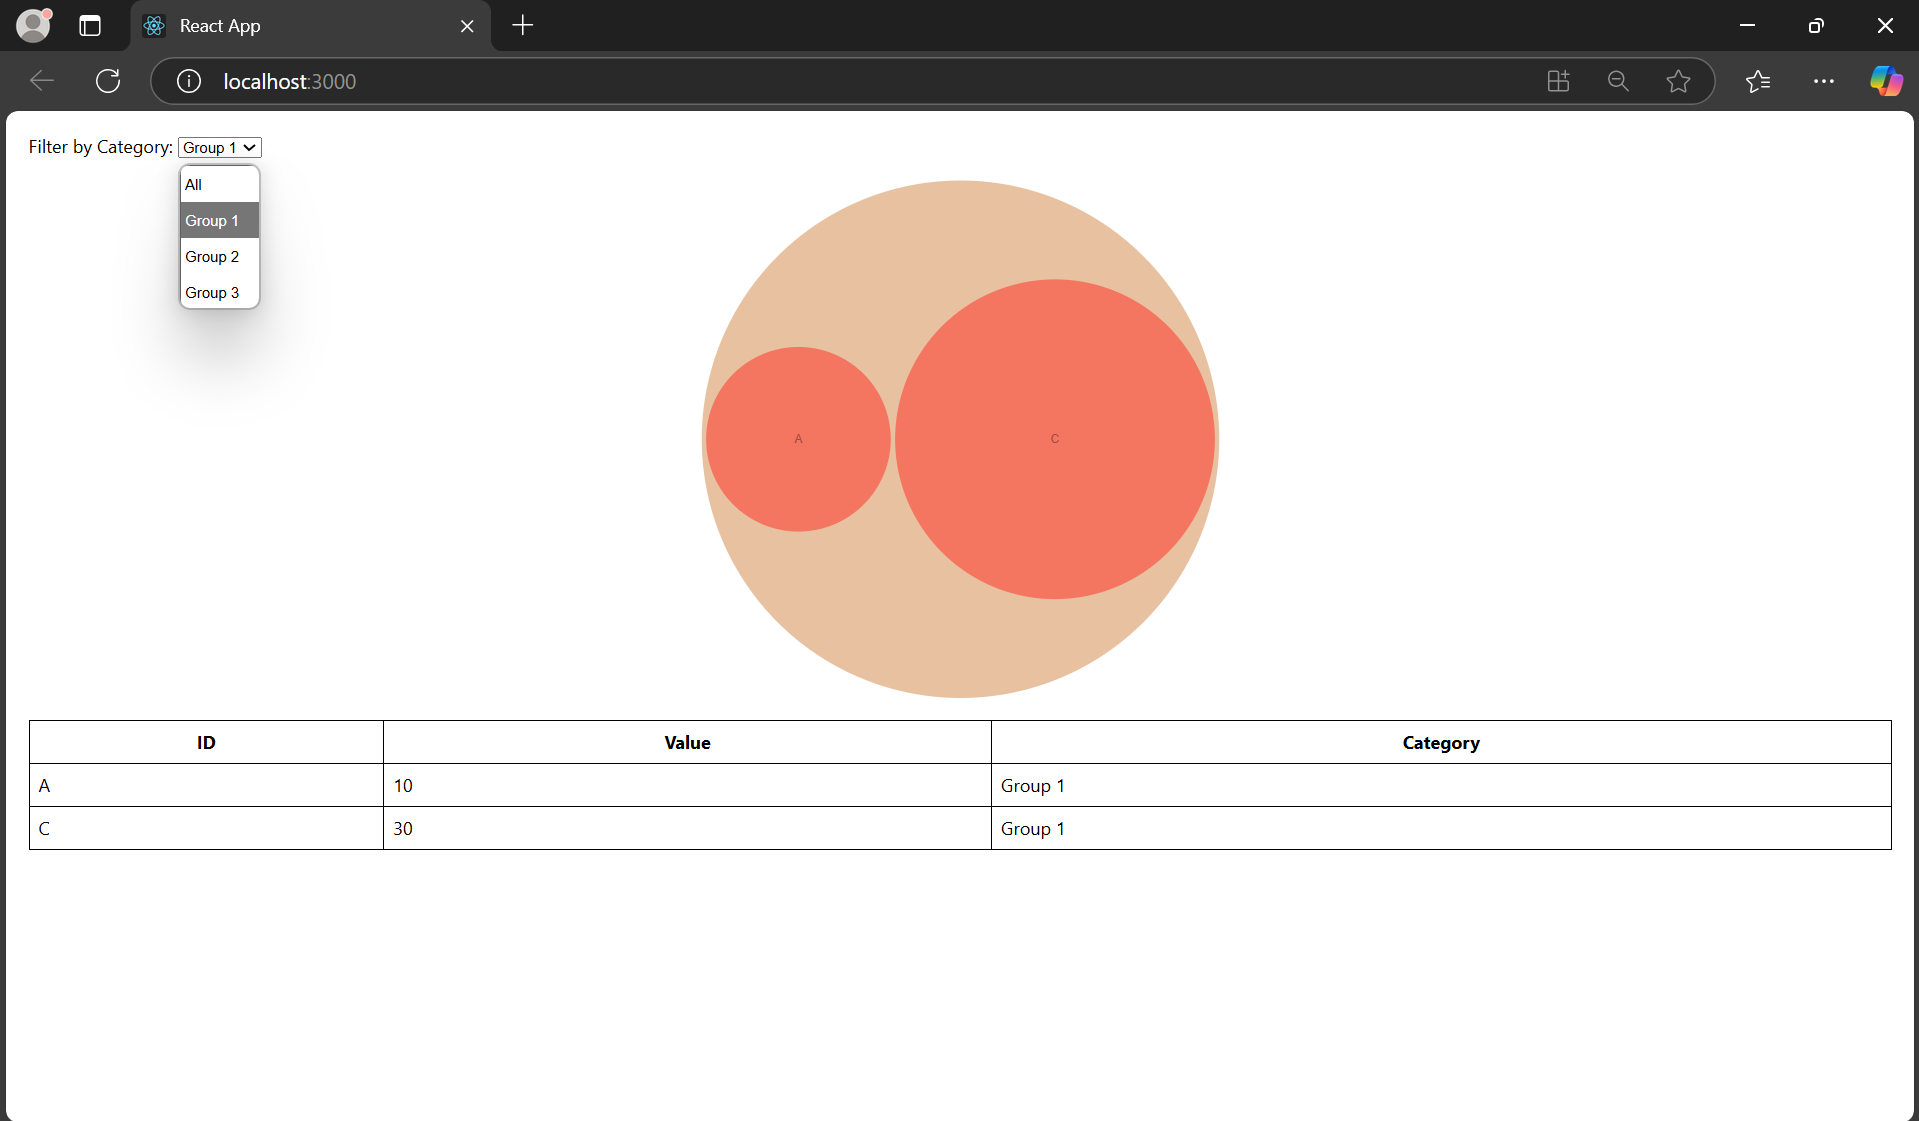 React App
localhost:3000
Filter by Category: Group 1
All
Group 1
Group 2
Group 3
A
C
ID Value Category
A 10 Group 1
C 30 Group 1